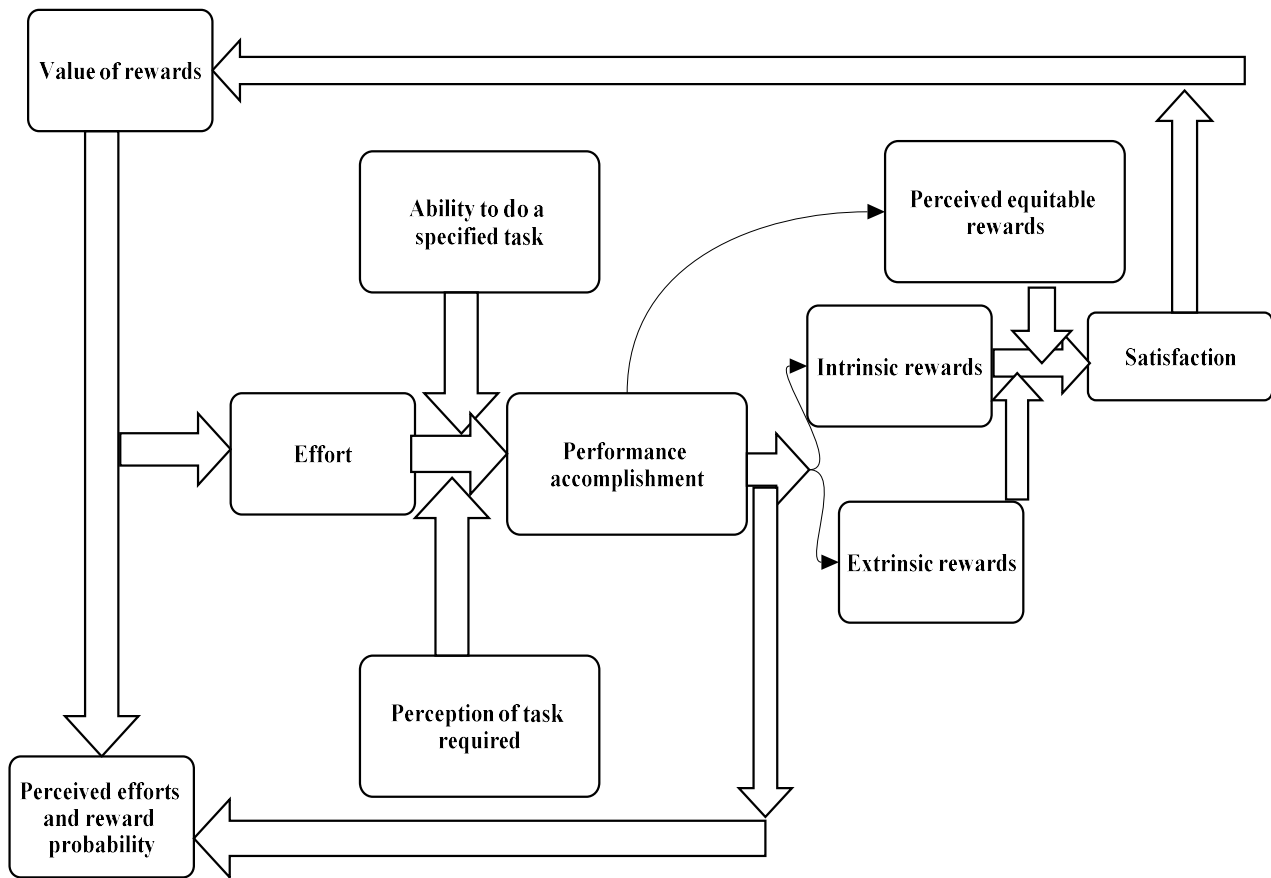 Value of rewards
Ability to do a
specified task
Perceived equitable
rewards
Intrinsic rewards
Satisfaction
Effort
Performance
accomplishment
Extrinsic rewards
Perception of task
required
Perceived efforts
and reward
probability